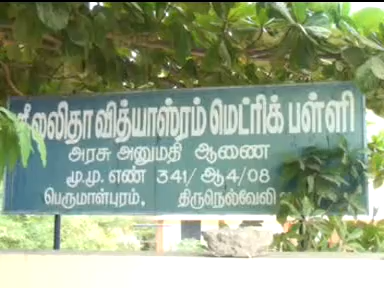 ஸ்ரீலலிதா வித்யாஸ்ரம் மெட்ரிக் பள்ளி
அரசு அனுமதி ஆணை
மு.மு. எண் 341/ஆ4/08
பெருமாள்புரம், திருநெல்வேலி